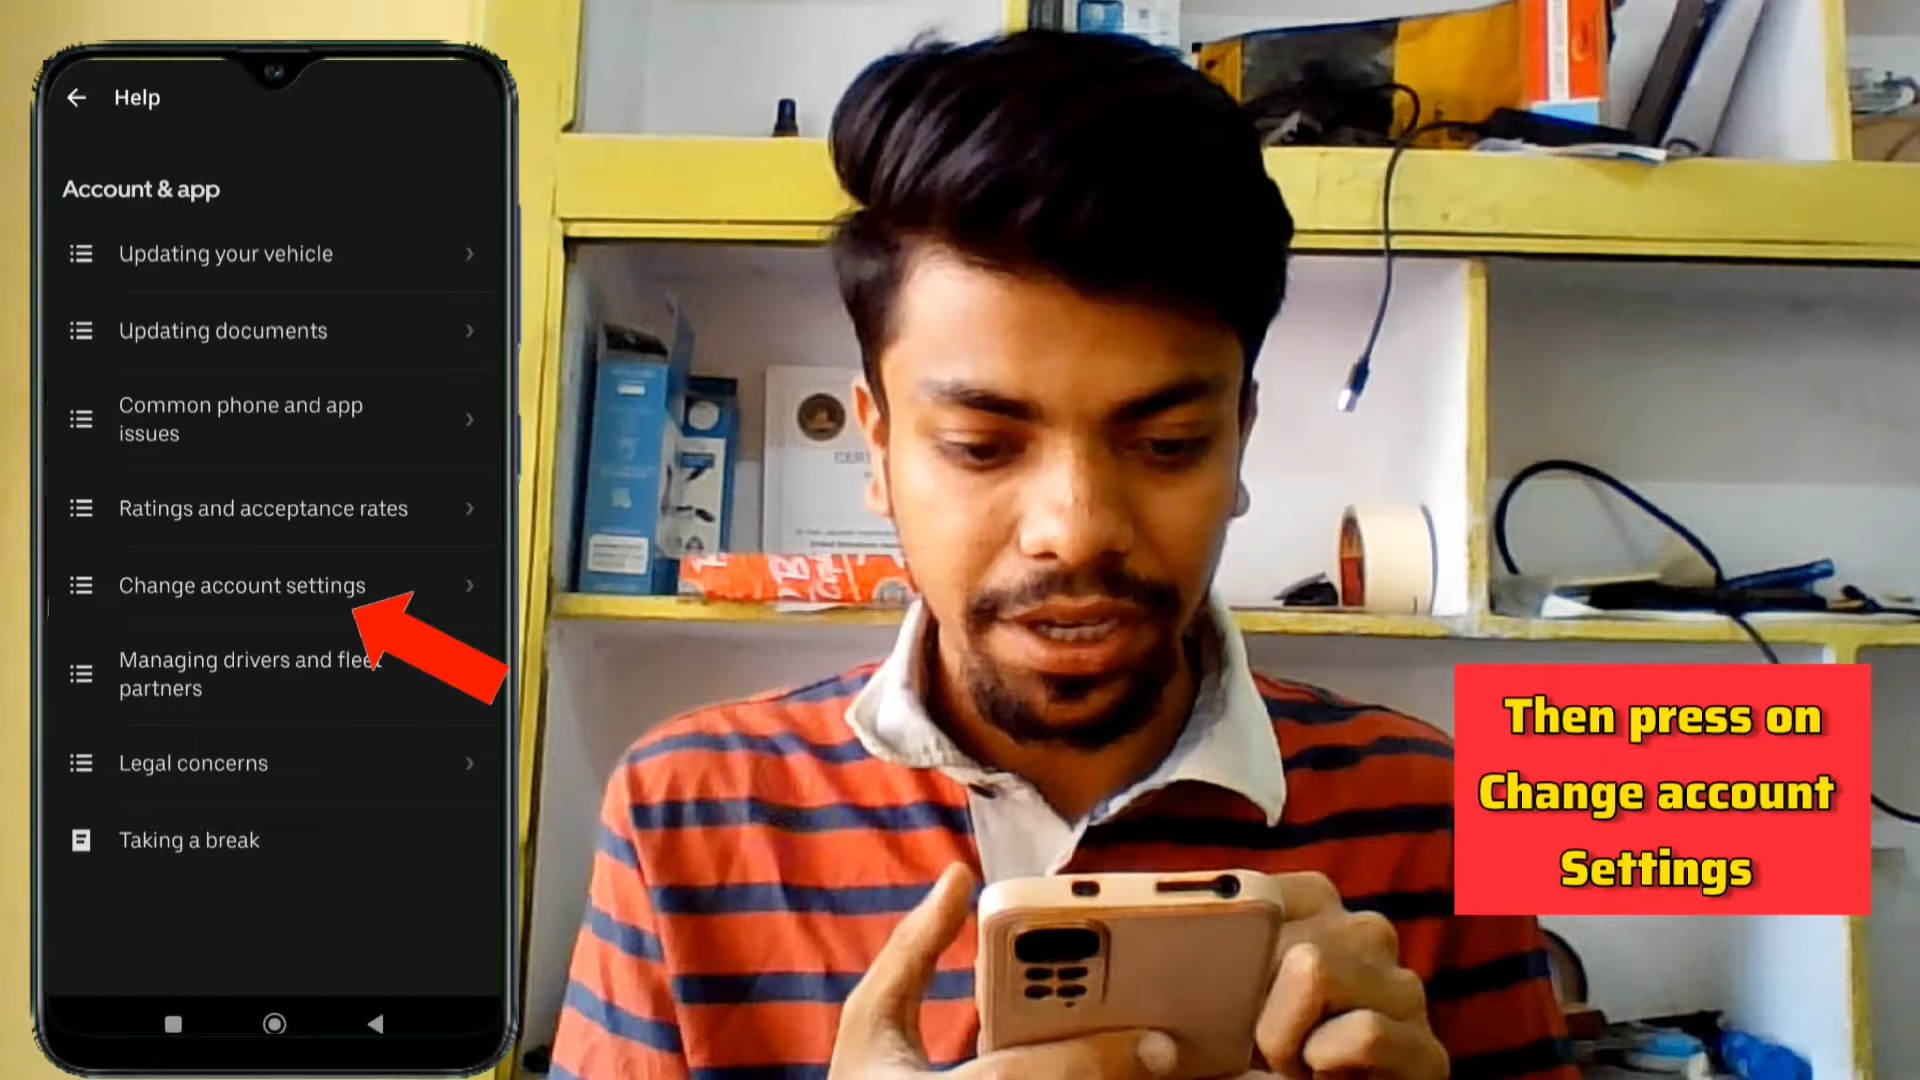 Help
Account & app
Updating your vehicle
Updating documents
Common phone and app
issues
Ratings and acceptance rates
Change account settings
Managing drivers and fleet
partners
Legal concerns
Taking a break
Then press on
Change account
Settings